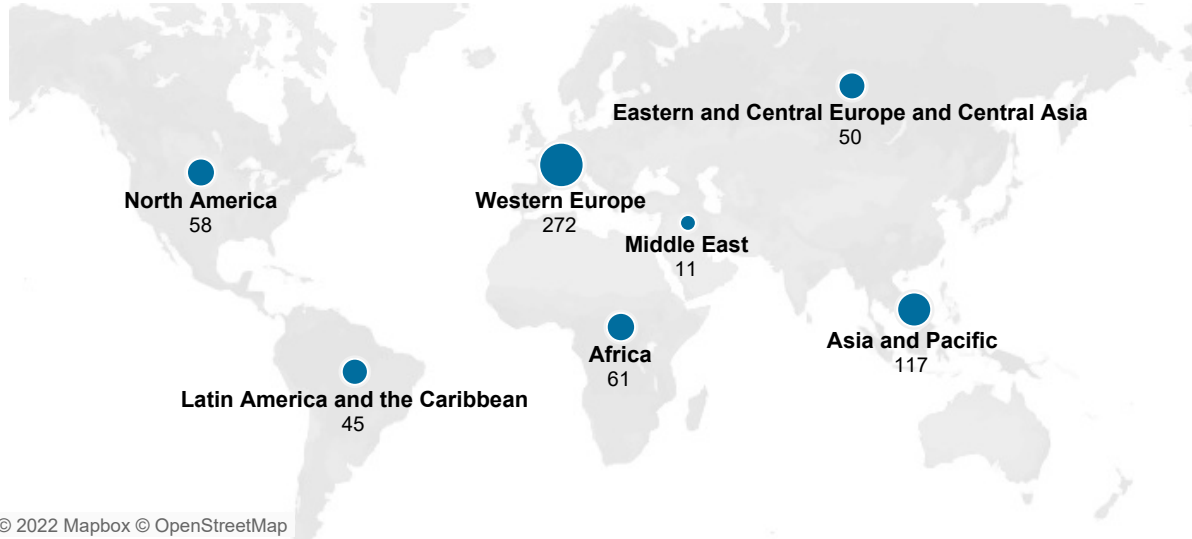 Eastern and Central Europe and Central Asia
50
North America
58
Western Europe
272
Middle East
11
Asia and Pacific
117
Africa
61
Latin America and the Caribbean
45
© 2022 Mapbox © OpenStreetMap